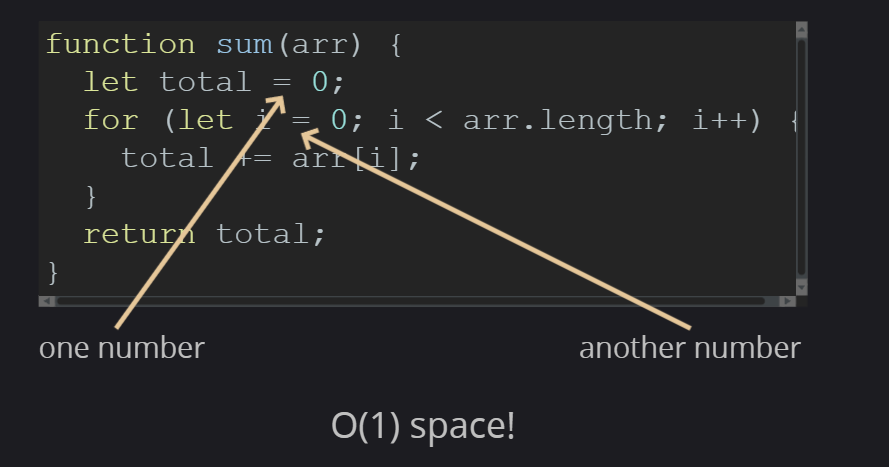 function sum(arr) {
  let total = 0;
  for (let i = 0; i < arr.length; i++) {
    total += arr[i];
  }
  return total;
}
one number
another number
O(1) space!